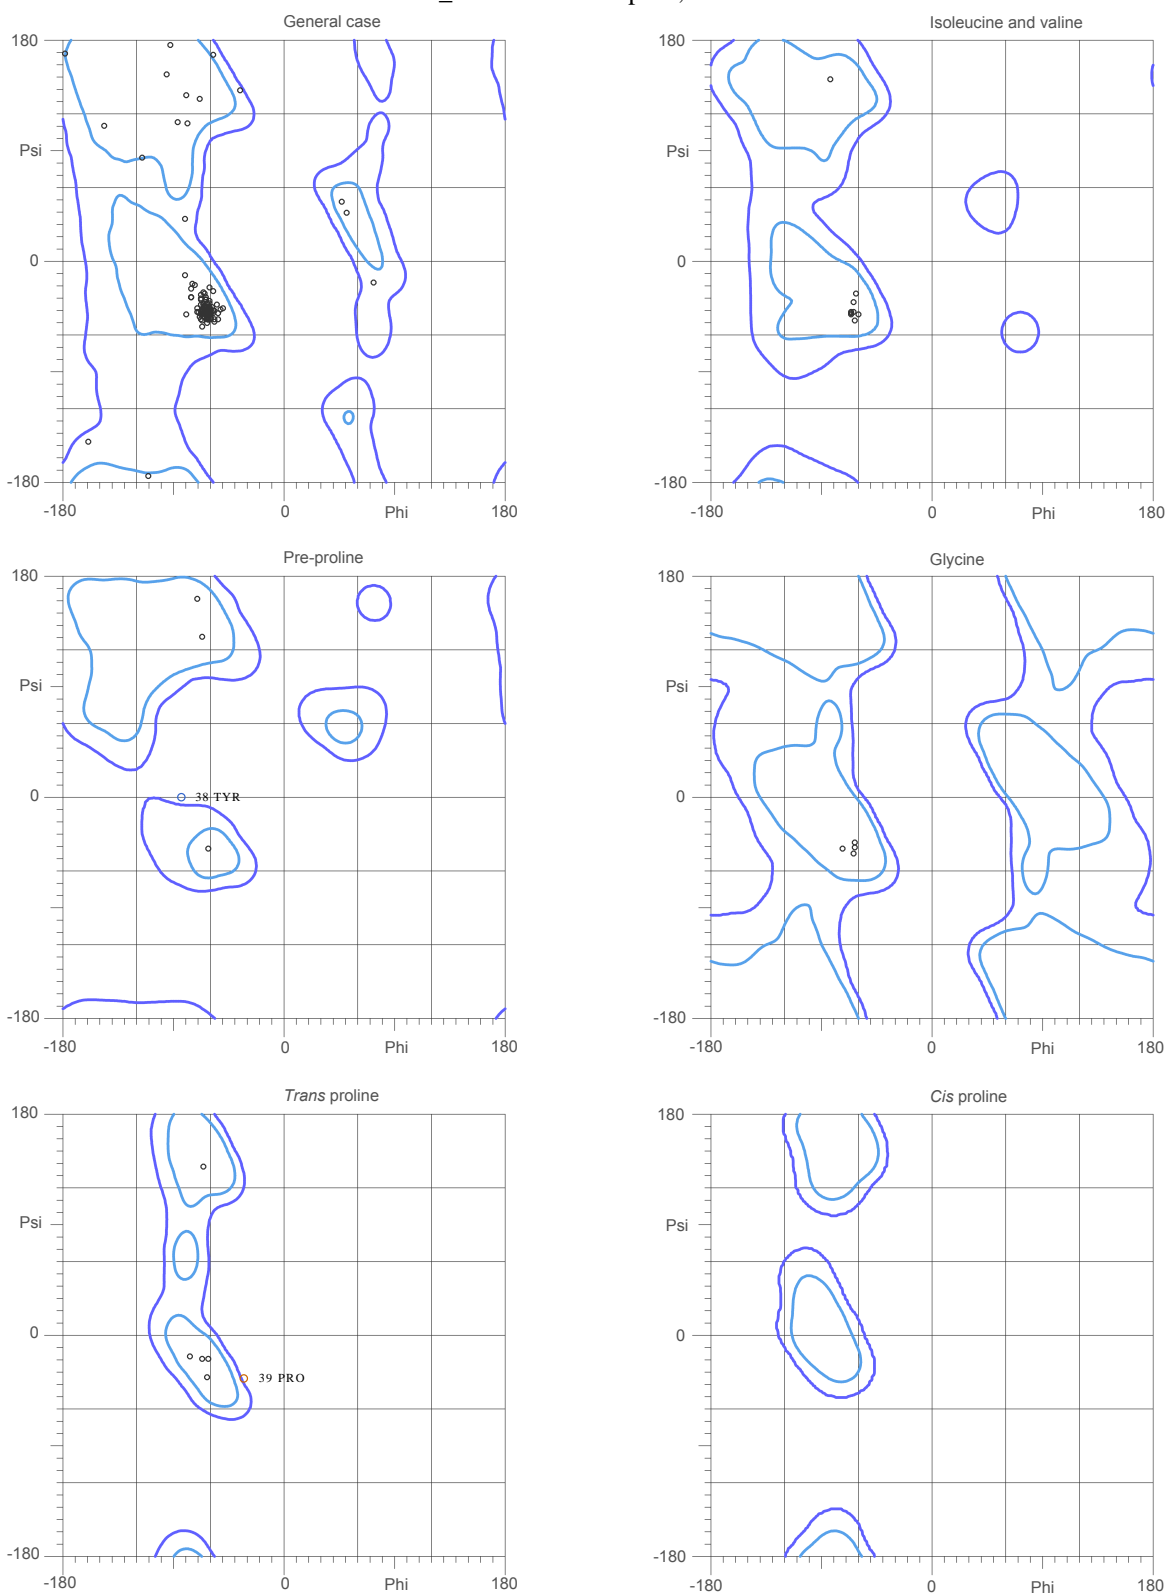 General case
Isoleucine and valine
180
Psi
0
-180
-180
0
Phi
180
180
Psi
0
-180
-180
0
Phi
180
Pre-proline
Glycine
180
Psi
0
-180
-180
0
Phi
180
38 TYR
180
Psi
0
-180
-180
0
Phi
180
Trans proline
Cis proline
180
Psi
0
-180
-180
0
Phi
180
39 PRO
180
Psi
0
-180
-180
0
Phi
180